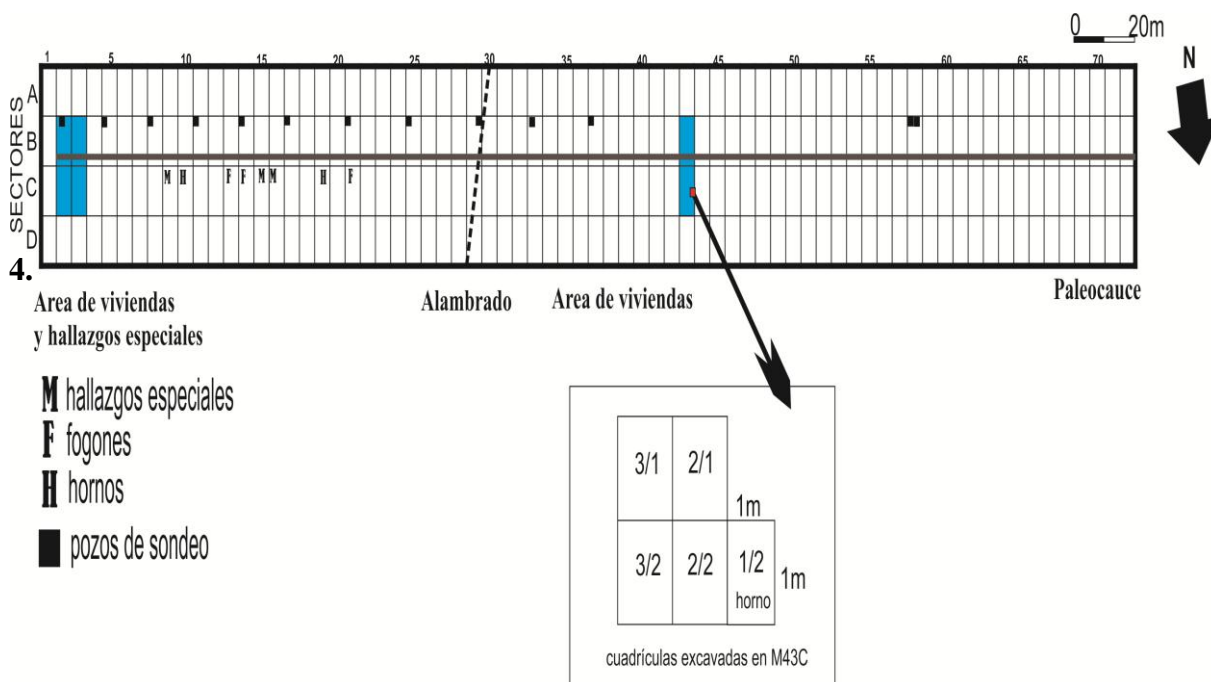 0 20m
N
1 5 10 15 20 25 30 35 40 45 50 55 60 65 70
SECTORES
A
B
C
D
M H F F M M H F
4.
Area de viviendas
y hallazgos especiales
Alambrado
Area de viviendas
Paleocauce
M hallazgos especiales
F fogones
H hornos
pozos de sondeo
3/1 2/1
1m
3/2 2/2 1/2
horno
1m
cuadrículas excavadas en M43C